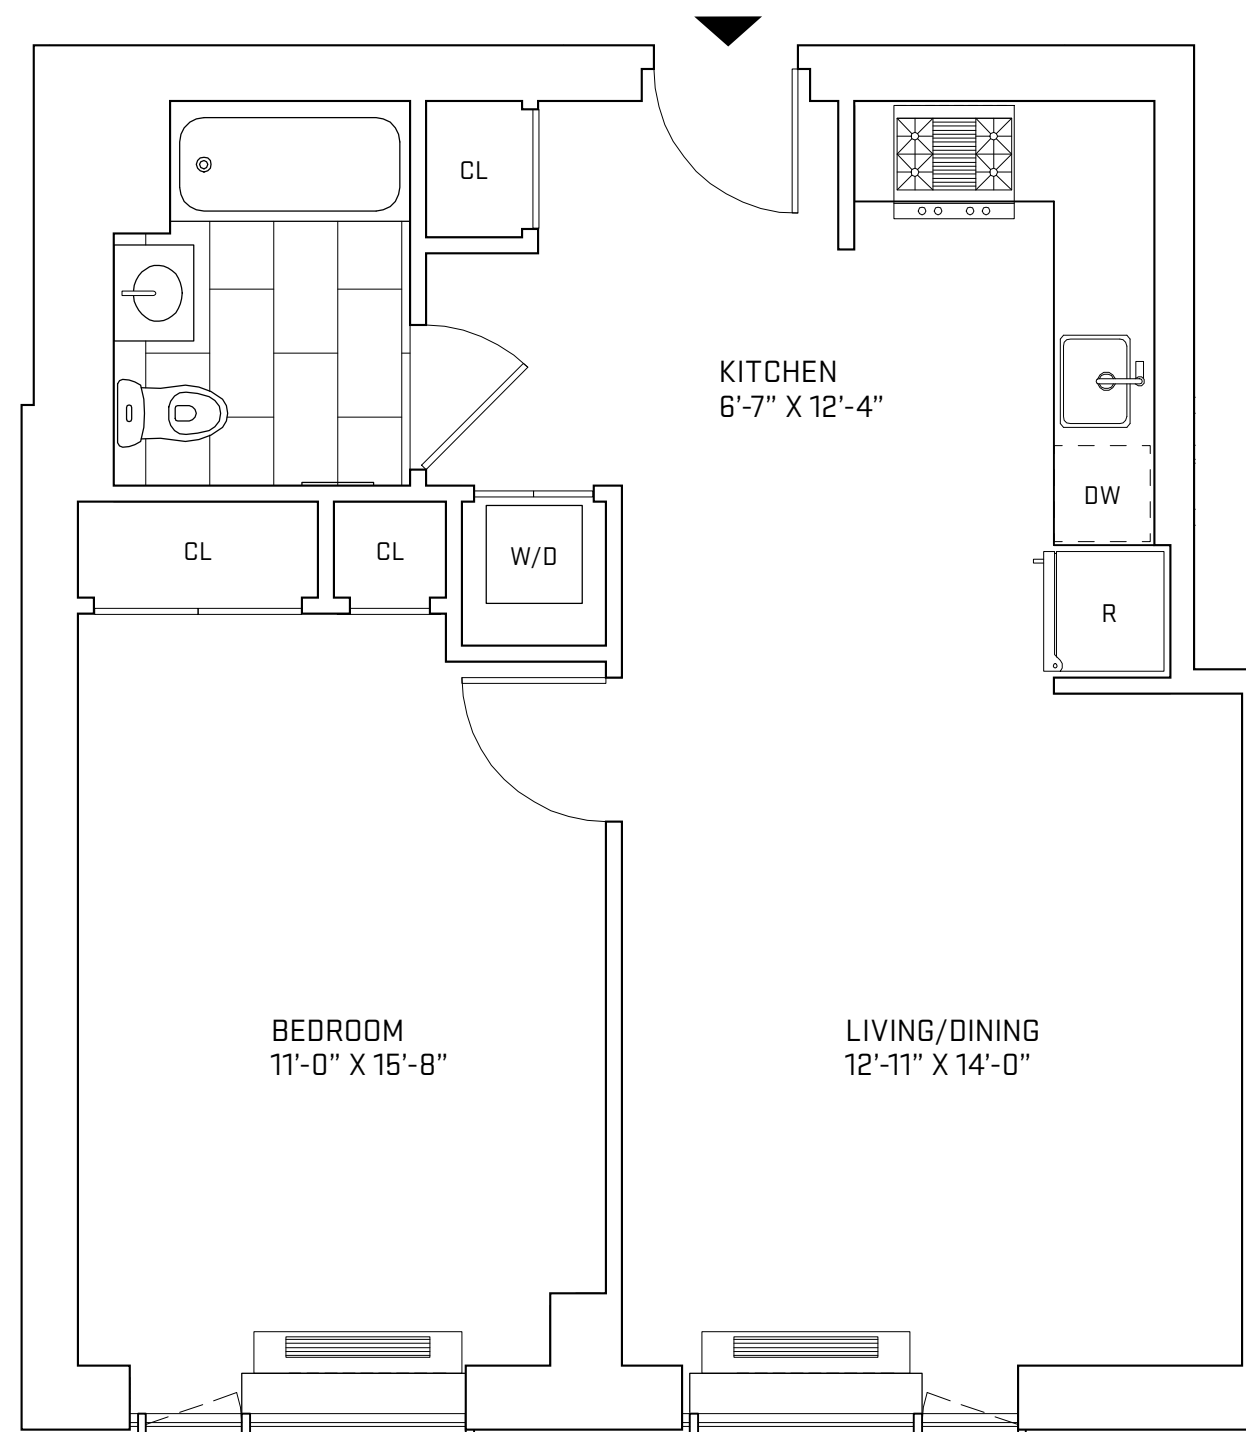 CL
KITCHEN
6'-7” X 12'-4”
DW
CL
CL
W/D
R
BEDROOM
11'-0” X 15'-8”
LIVING/DINING
12'-11” X 14'-0”